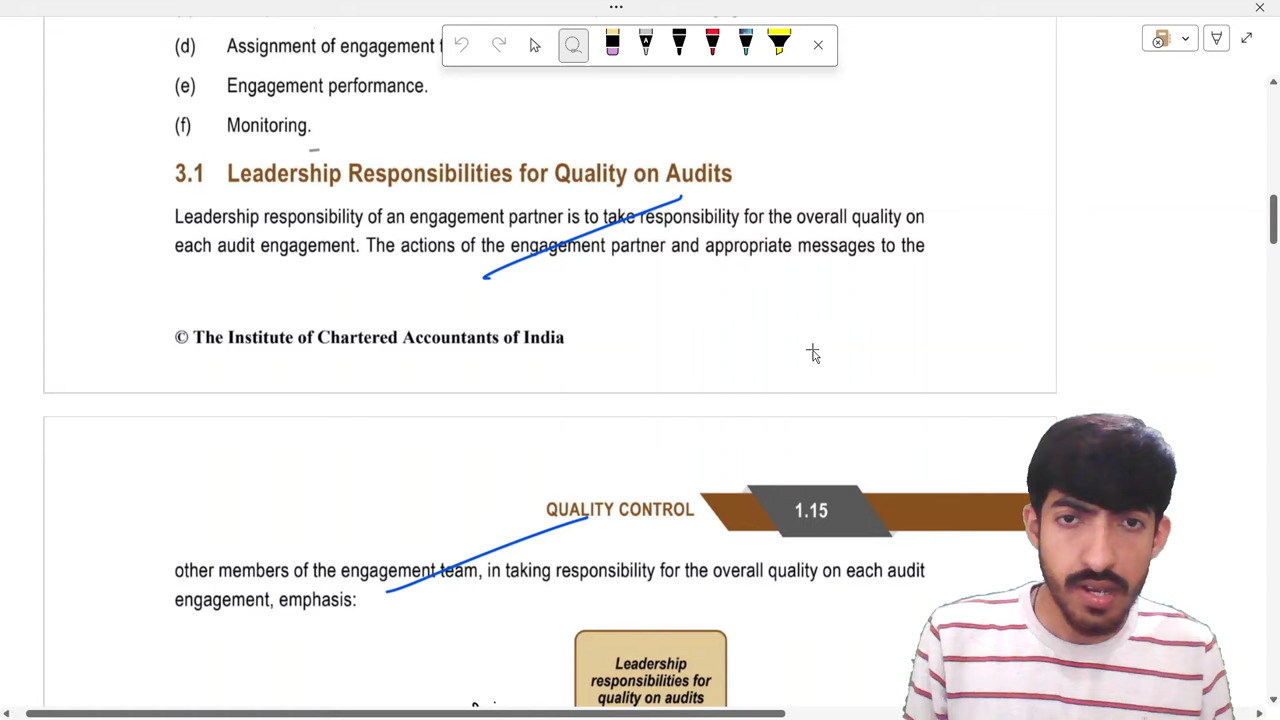 (d) Assignment of engagement
(e) Engagement performance.
(f) Monitoring.
3.1 Leadership Responsibilities for Quality on Audits
Leadership responsibility of an engagement partner is to take responsibility for the overall quality on
each audit engagement. The actions of the engagement partner and appropriate messages to the
© The Institute of Chartered Accountants of India
QUALITY CONTROL 1.15
other members of the engagement team, in taking responsibility for the overall quality on each audit
engagement, emphasis:
Leadership
responsibilities for
quality on audits